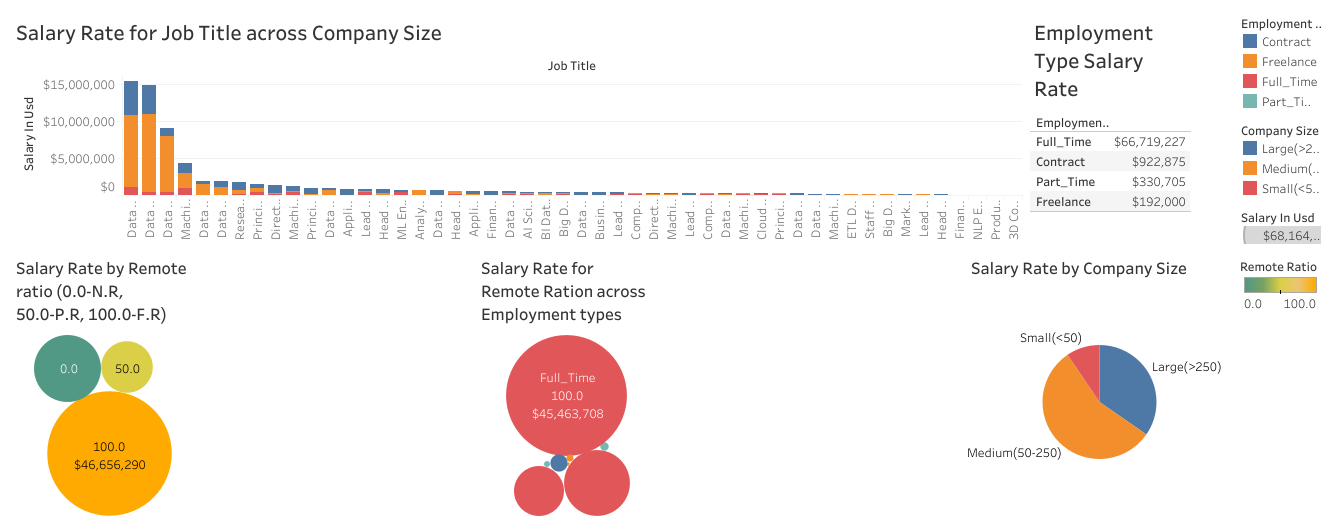 Salary Rate for Job Title across Company Size
Job Title
Salary In Usd
$15,000,000
$10,000,000
$5,000,000
$0
Data ..
Data ..
Data ..
Machi..
Data ..
Data ..
Resea..
Princi..
Direct..
Machi..
Princi..
Data ..
Appli..
Lead ..
Head ..
ML En..
Analy..
Data ..
Head ..
Appli..
Finan..
Data ..
AI Sci..
BI Dat..
Big D..
Data ..
Busin..
Lead ..
Comp..
Direct..
Machi..
Lead ..
Comp..
Data ..
Machi..
Cloud ..
Princi..
Data ..
Data ..
Machi..
ETL D..
Staff ..
Big D..
Mark..
Lead ..
Head ..
Finan..
NLP E..
Produ..
3D Co..
Employment
Type Salary
Rate
Employmen..
Full_Time $66,719,227
Contract $922,875
Part_Time $330,705
Freelance $192,000
Employment ..
Contract
Freelance
Full_Time
Part_Ti..
Company Size
Large(>2..
Medium(..
Small(<5..
Salary In Usd
$68,164,..
Remote Ratio
0.0 100.0
Salary Rate by Remote
ratio (0.0-N.R,
50.0-P.R, 100.0-F.R)
0.0
50.0
100.0
$46,656,290
Salary Rate for
Remote Ration across
Employment types
Full_Time
100.0
$45,463,708
Salary Rate by Company Size
Small(<50)
Large(>250)
Medium(50-250)